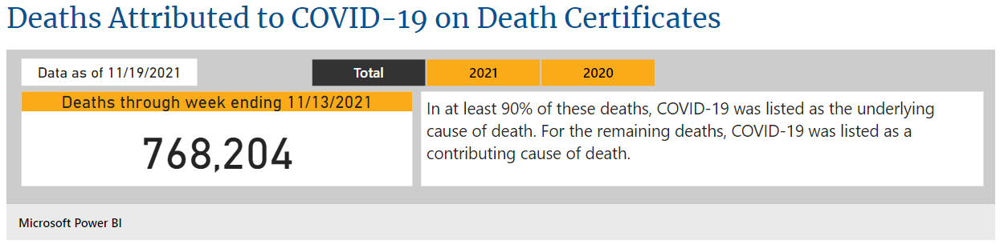 Deaths Attributed to COVID-19 on Death Certificates
Data as of 11/19/2021
Total
2021
2020
Deaths through week ending 11/13/2021
768,204
In at least 90% of these deaths, COVID-19 was listed as the underlying
cause of death. For the remaining deaths, COVID-19 was listed as a
contributing cause of death.
Microsoft Power BI